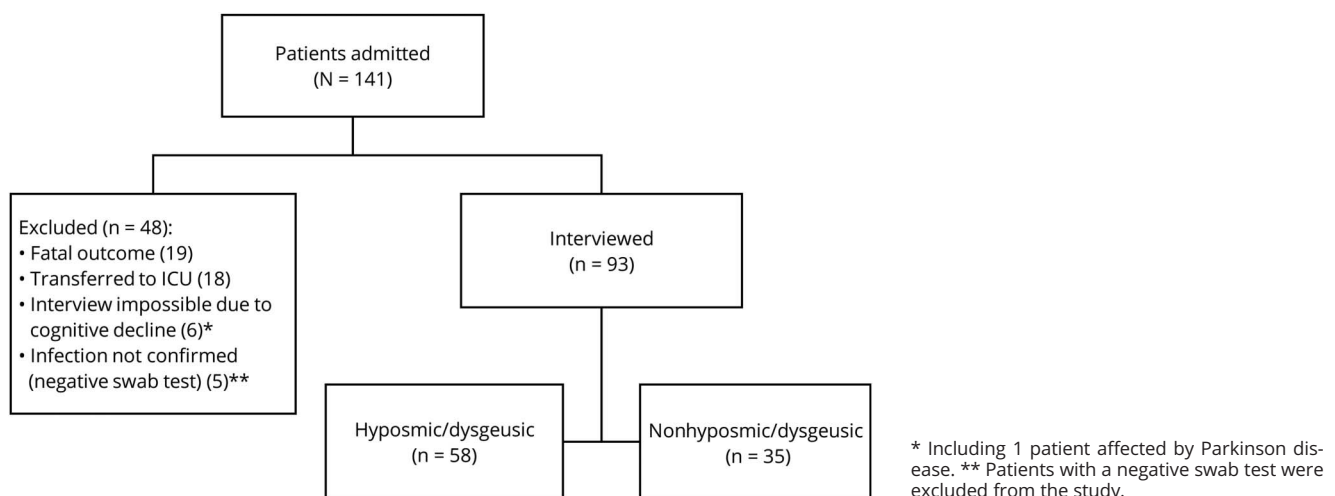 Patients admitted
(N = 141)
Excluded (n = 48):
• Fatal outcome (19)
• Transferred to ICU (18)
• Interview impossible due to
cognitive decline (6)*
• Infection not confirmed
(negative swab test) (5)**
Interviewed
(n = 93)
Hyposmic/dysgeusic
(n = 58)
Nonhyposmic/dysgeusic
(n = 35)
* Including 1 patient affected by Parkinson dis-
ease. ** Patients with a negative swab test were
excluded from the study.